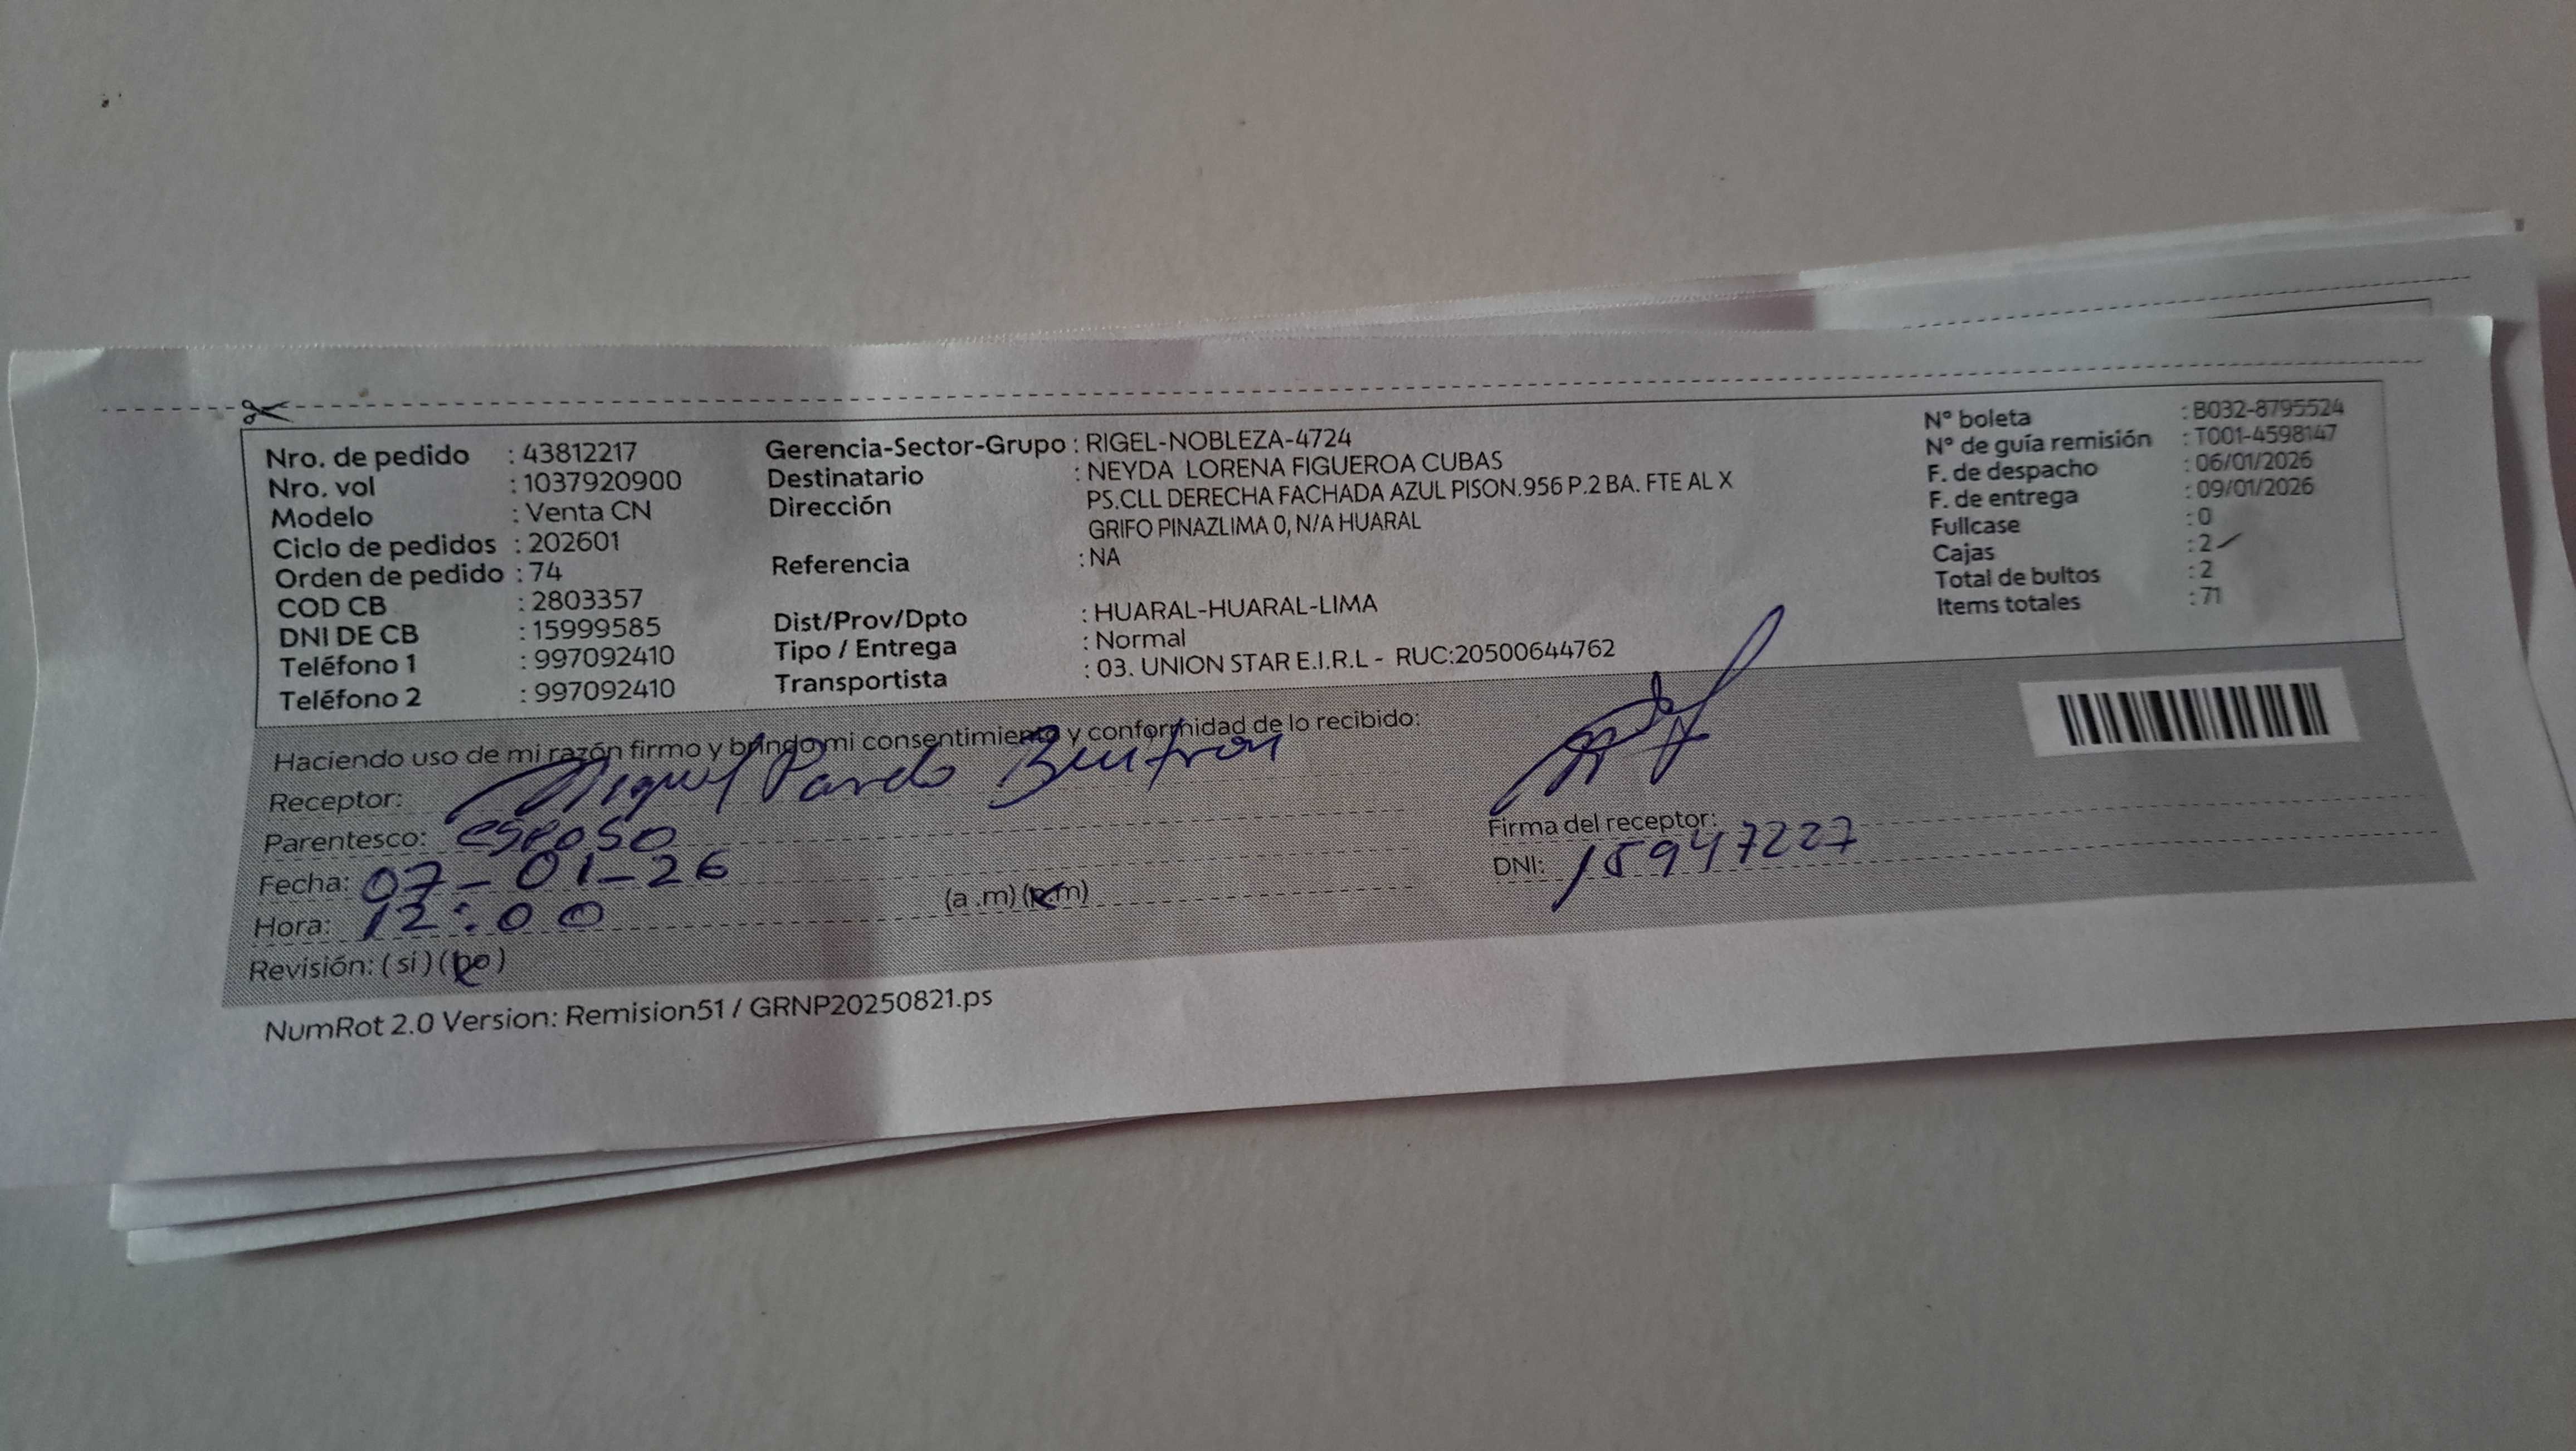 Nro. de pedido : 43812217
Nro. vol : 1037920900
Modelo : Venta CN
Ciclo de pedidos : 202601
Orden de pedido : 74
COD CB : 2803357
DNI DE CB : 15999585
Teléfono 1 : 997092410
Teléfono 2 : 997092410
Gerencia-Sector-Grupo : RIGEL-NOBLEZA-4724
Destinatario : NEYDA LORENA FIGUEROA CUBAS
Dirección PS.CLL DERECHA FACHADA AZUL PISON.956 P.2 BA. FTE AL X
GRIFO PINAZLIMA 0, N/A HUARAL
Referencia : NA
Dist/Prov/Dpto : HUARAL-HUARAL-LIMA
Tipo / Entrega : Normal
Transportista : 03. UNION STAR E.I.R.L - RUC:20500644762
N° boleta : B032-8795524
N° de guía remisión : T001-4598147
F. de despacho : 06/01/2026
F. de entrega : 09/01/2026
Fullcase : 0
Cajas : 2
Total de bultos : 2
Items totales : 71
Haciendo uso de mi razón firmo y brindo mi consentimiento y conformidad de lo recibido:
Receptor: Miguel Pardo
Parentesco: esposo
Fecha: 07-01-26
Hora: 12:00 (a.m) (p.m)
Revisión: (si) (no)
Firma del receptor:
DNI: 15947227
NumRot 2.0 Version: Remision51 / GRNP20250821.ps